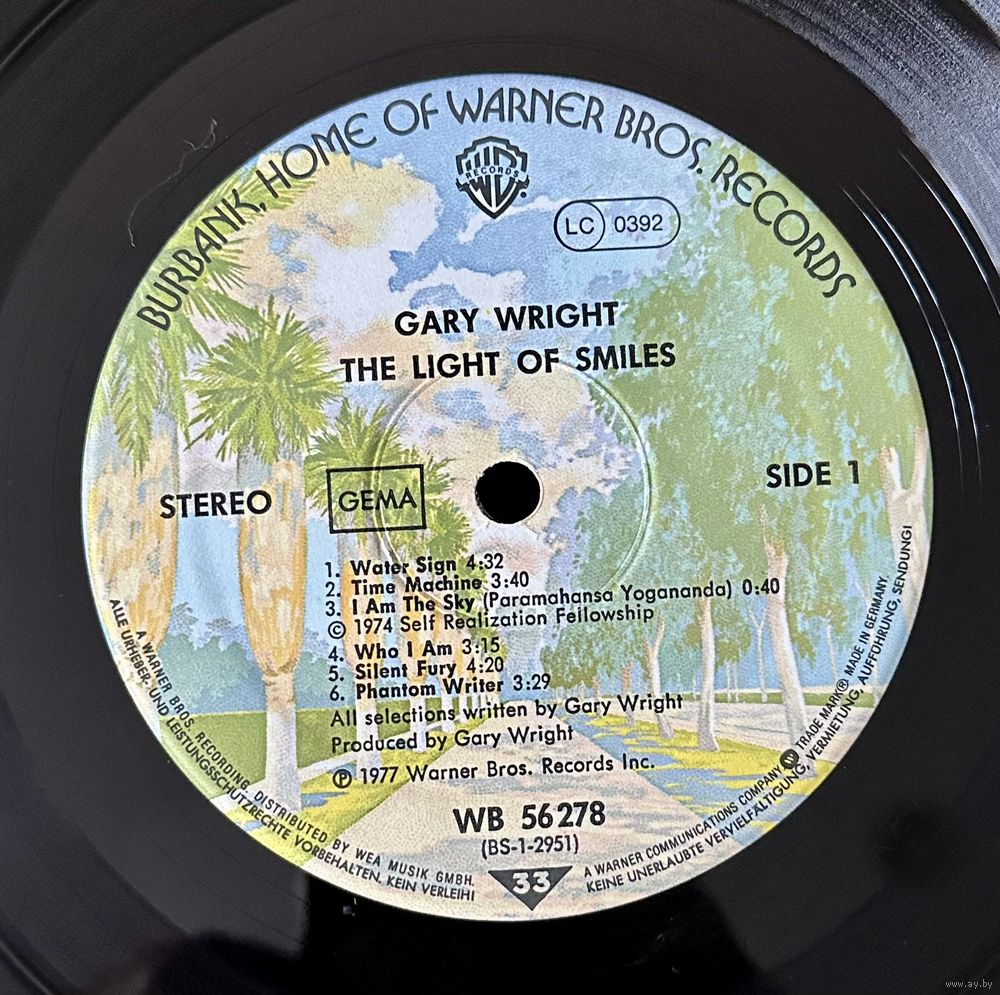 BURBANK, HOME OF WARNER BROS. RECORDS
WB
RECORDS
LC 0392
GARY WRIGHT
THE LIGHT OF SMILES
STEREO
GEMA
SIDE 1
1. Water Sign 4:32
2. Time Machine 3:40
3. I Am The Sky (Paramahansa Yogananda) 0:40
© 1974 Self Realization Fellowship
4. Who I Am 3:15
5. Silent Fury 4:20
6. Phantom Writer 3:29
All selections written by Gary Wright
Produced by Gary Wright
℗ 1977 Warner Bros. Records Inc.
WB 56 278
(BS-1-2951)
33
A WARNER BROS. RECORDING DISTRIBUTED BY WEA MUSIK GMBH. A WARNER COMMUNICATIONS COMPANY TRADE MARK® MADE IN GERMANY.
ALLE URHEBER- UND LEISTUNGSSCHUTZRECHTE VORBEHALTEN, KEIN VERLEIH! KEINE UNERLAUBTE VERVIELFÄLTIGUNG, VERMIETUNG, AUFFÜHRUNG, SENDUNG!
www.ay.by